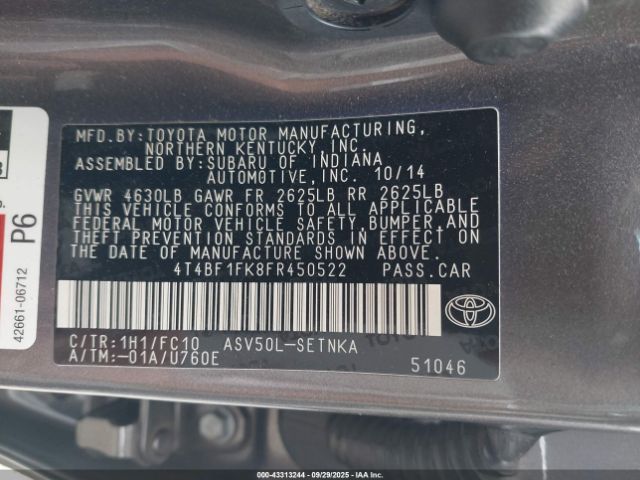 MFD.BY:TOYOTA MOTOR MANUFACTURING,
NORTHERN KENTUCKY, INC.
ASSEMBLED BY:SUBARU OF INDIANA
AUTOMOTIVE, INC. 10/14
GVWR 4630LB GAWR FR 2625LB RR 2625LB
THIS VEHICLE CONFORMS TO ALL APPLICABLE
FEDERAL MOTOR VEHICLE SAFETY,BUMPER,AND
THEFT PREVENTION STANDARDS IN EFFECT ON
THE DATE OF MANUFACTURE SHOWN ABOVE.
4T4BF1FK8FR450522 PASS.CAR
C/TR:1H1/FC10 ASV50L-SETNKA
A/TM:-01A/U760E
51046
P6
42661-06712
000-43313244 09/29/2025 - IAA Inc.